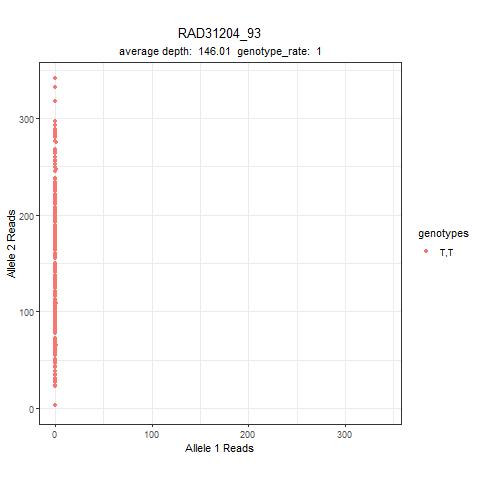 RAD31204_93
average depth:  146.01  genotype_rate:  1
300
200
100
0
Allele 2 Reads
0 100 200 300
Allele 1 Reads
genotypes
T,T